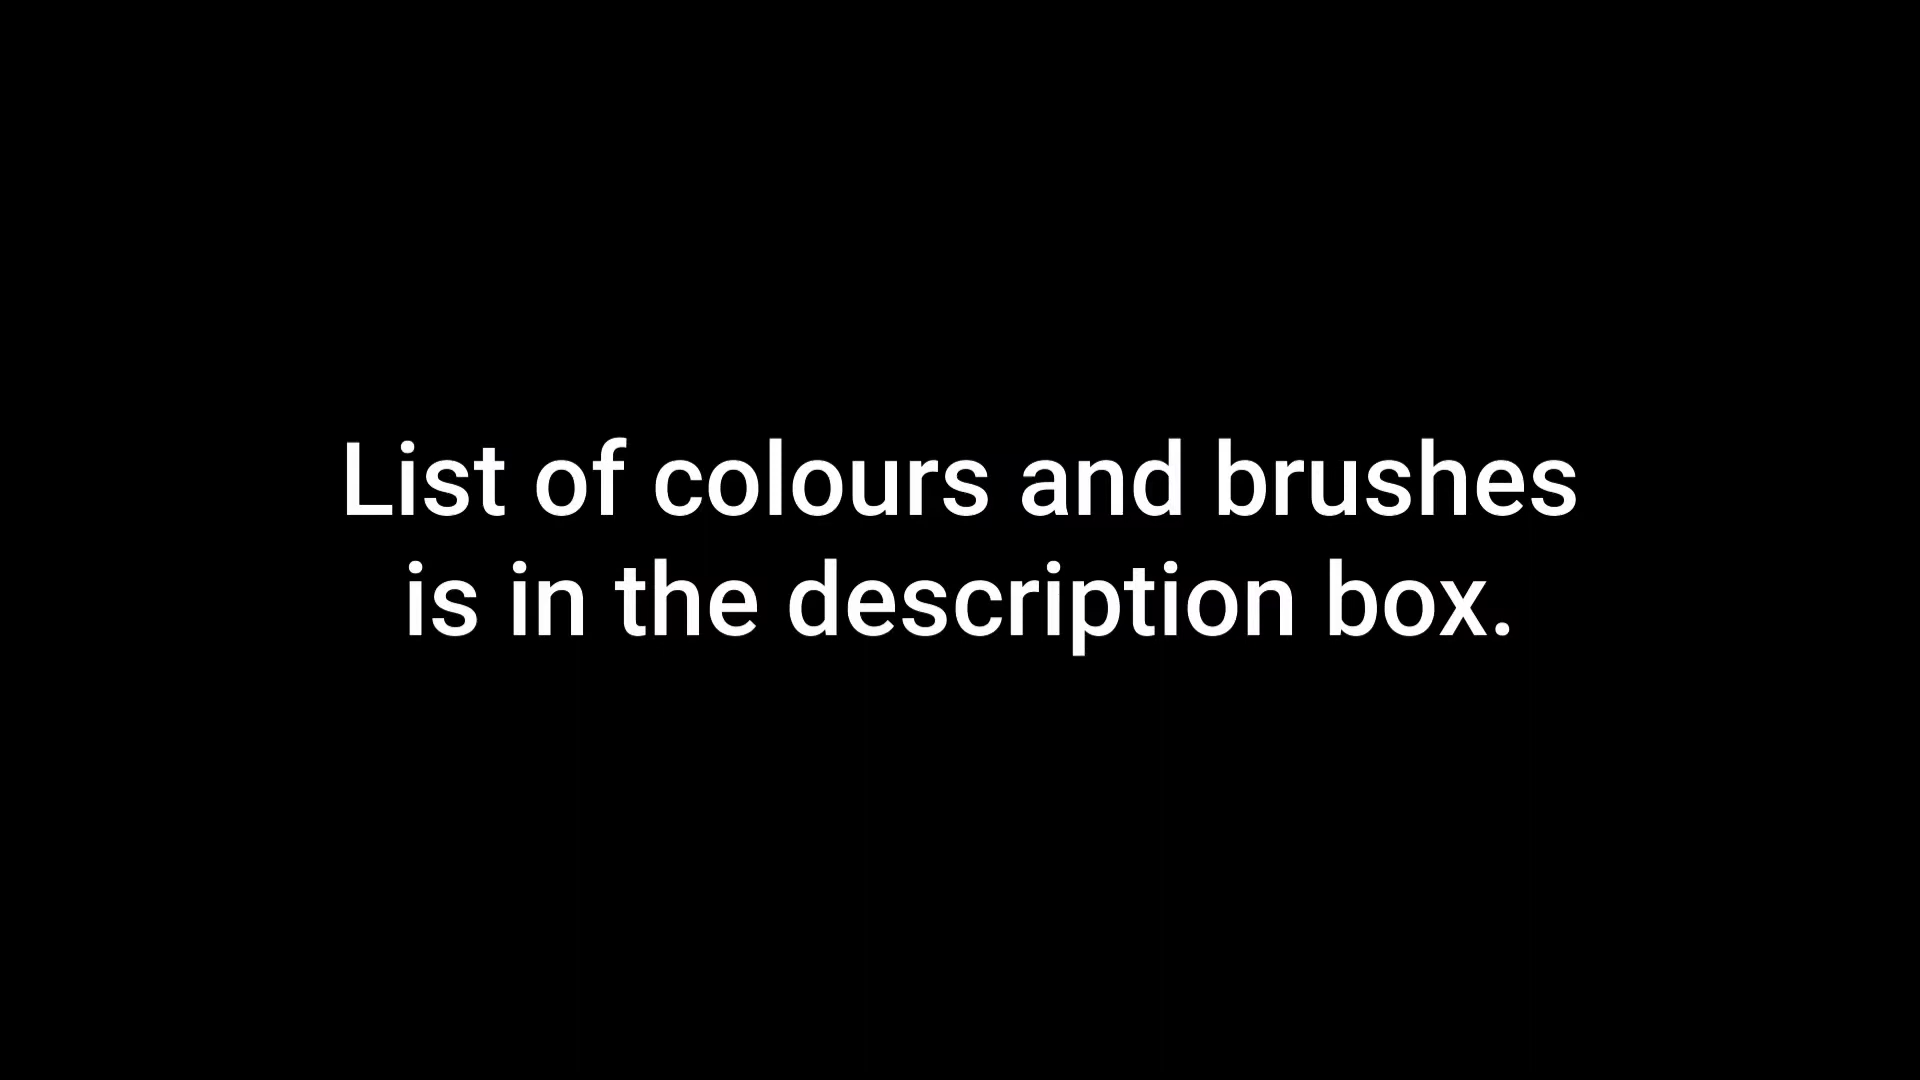 List of colours and brushes
is in the description box.